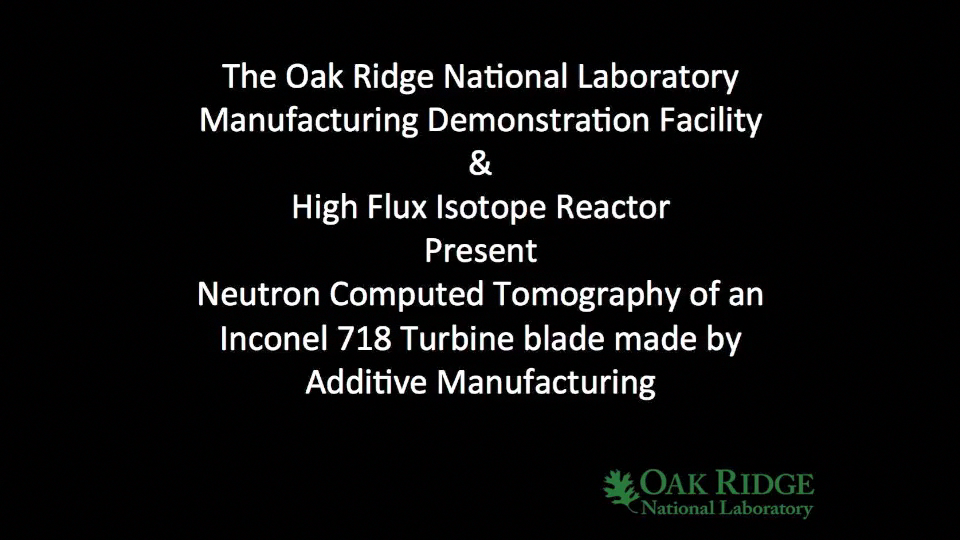 The Oak Ridge National Laboratory
Manufacturing Demonstration Facility
&
High Flux Isotope Reactor
Present
Neutron Computed Tomography of an
Inconel 718 Turbine blade made by
Additive Manufacturing
OAK RIDGE
National Laboratory